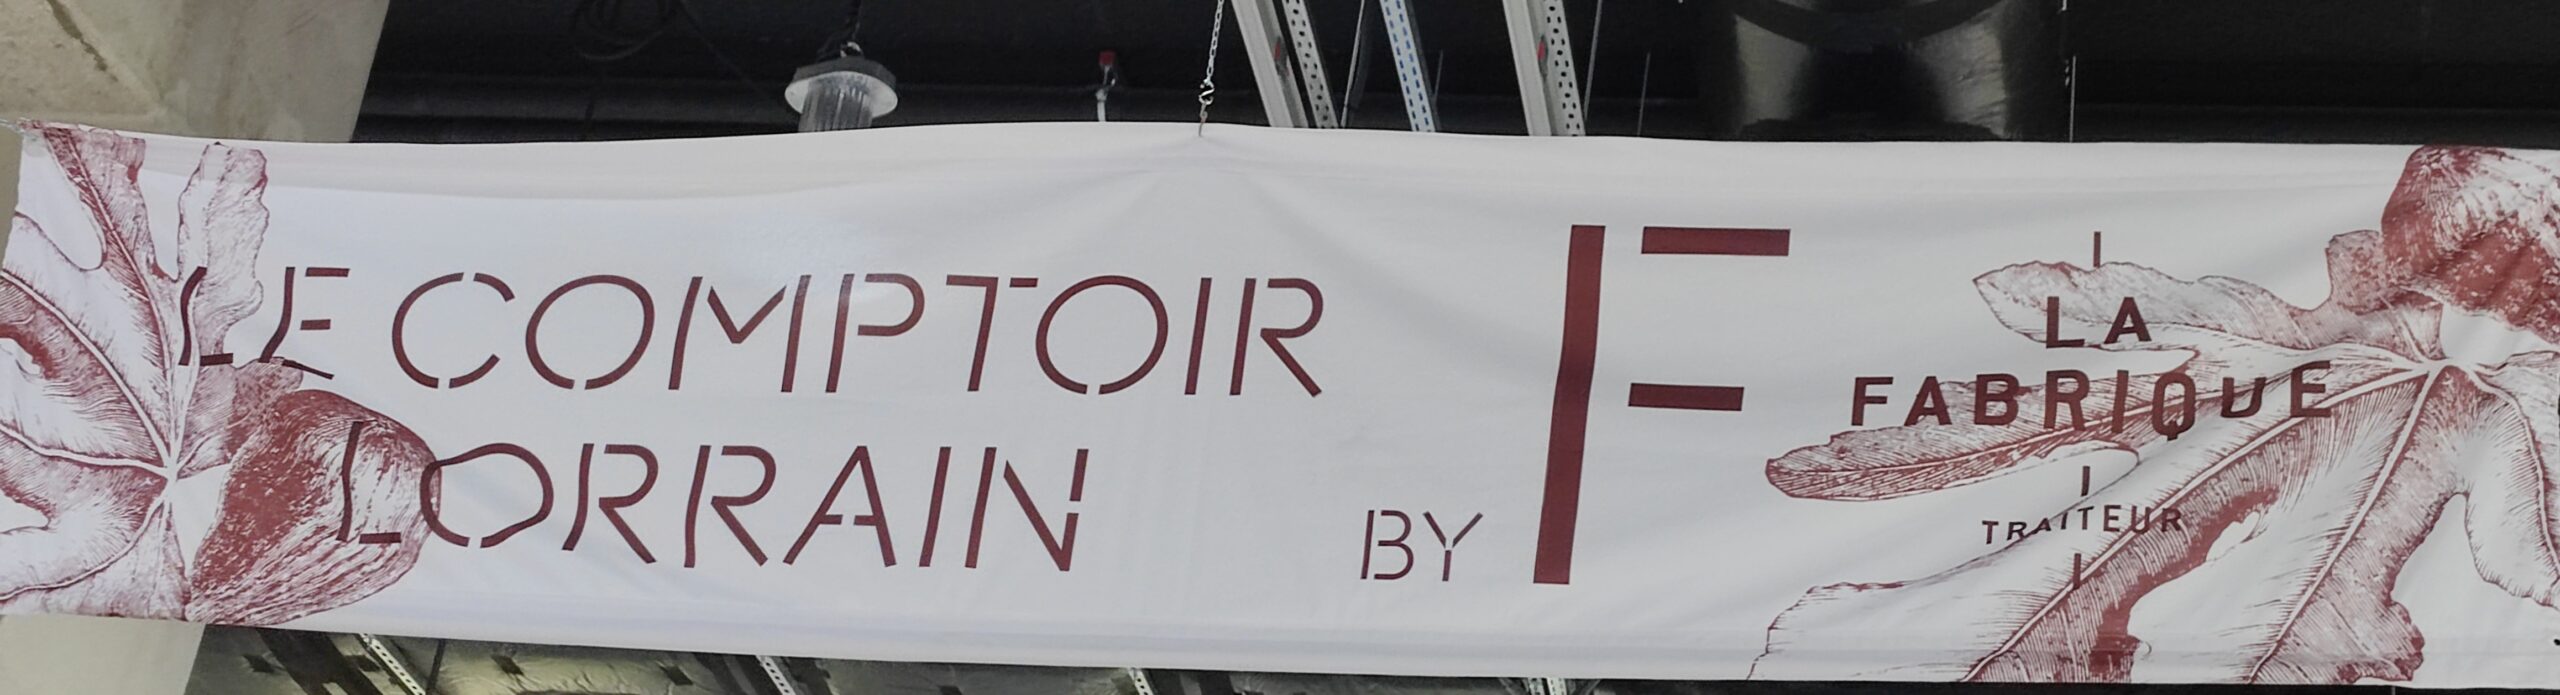 LE COMPTOIR
LORRAIN
BY
F
LA
FABRIQUE
TRAITEUR